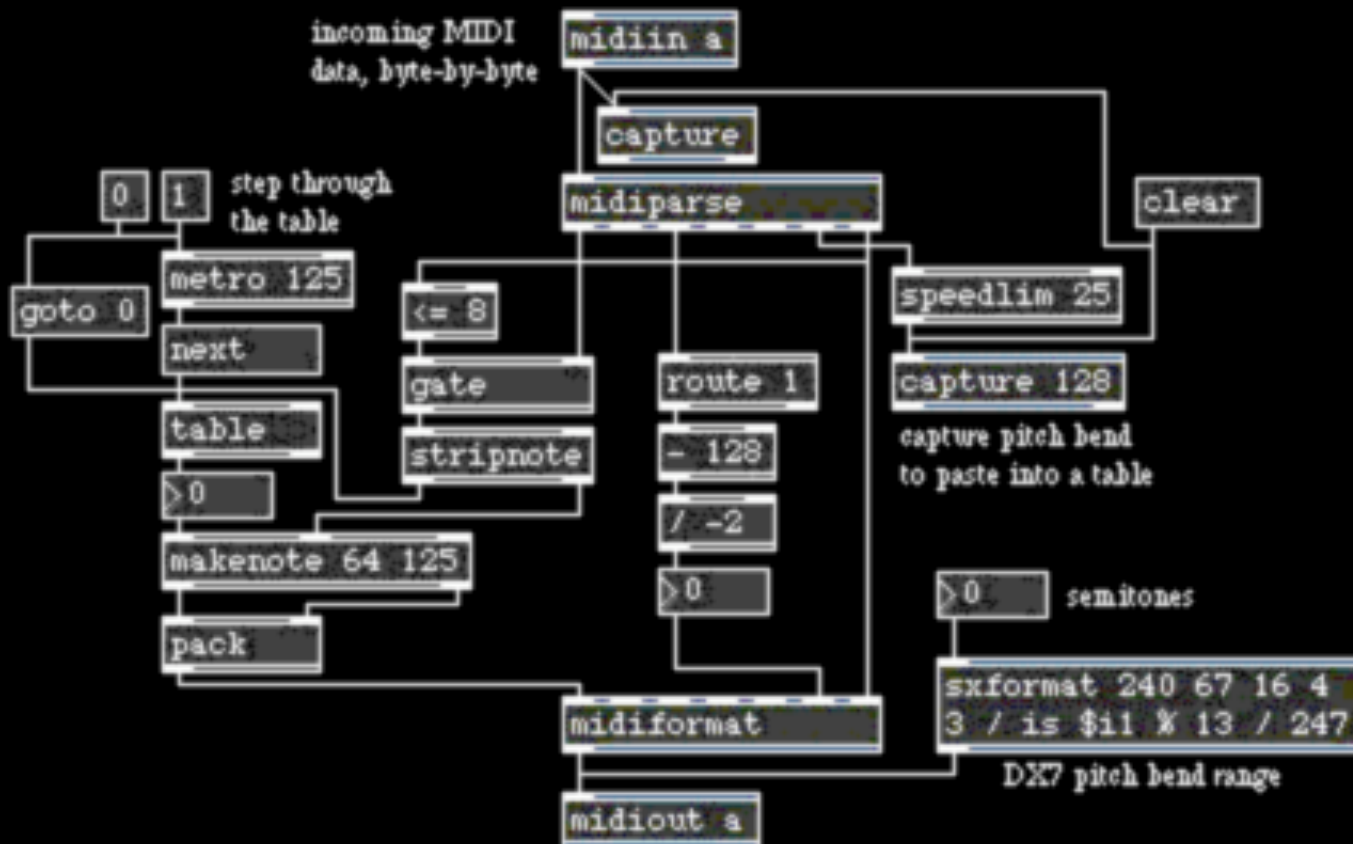 incoming MIDI
data, byte-by-byte
midiin a
capture
0
1
step through
the table
midiparse
clear
metro 125
goto 0
<= 8
speedlim 25
next
gate
route 1
capture 128
table
stripnote
- 128
capture pitch bend
to paste into a table
0
/ -2
makenote 64 125
0
0
semitones
pack
sxformat 240 67 16 4
3 / is $i1 % 13 / 247
midiformat
DX7 pitch bend range
midiout a